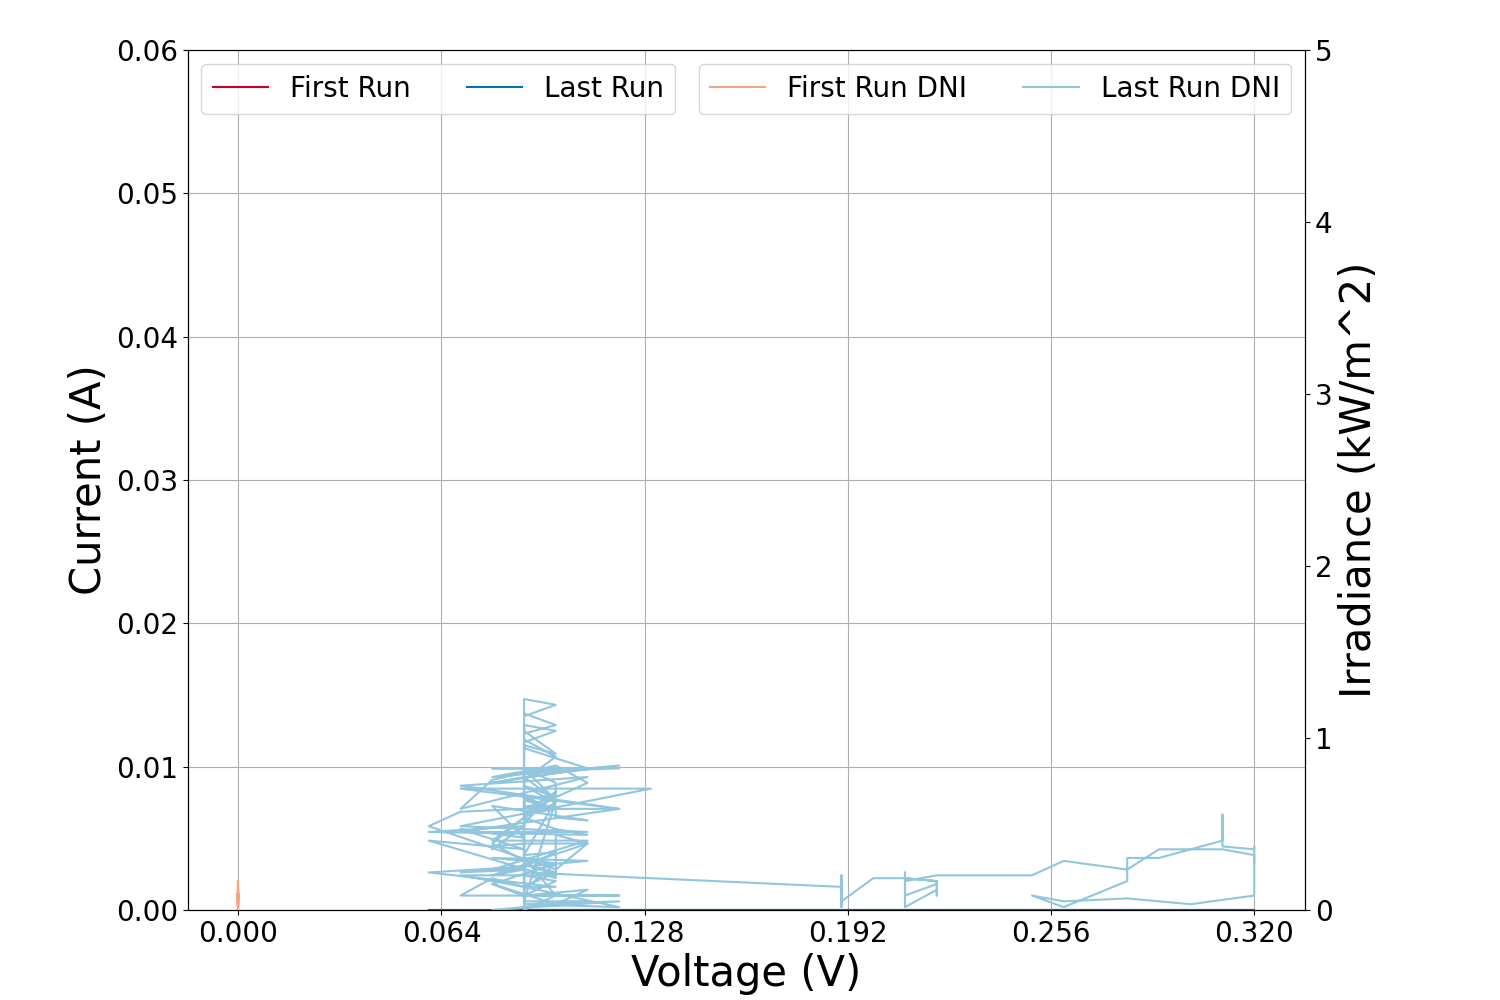 First Run
Last Run
First Run DNI
Last Run DNI
0.06
0.05
0.04
0.03
0.02
0.01
0.00
Current (A)
5
4
3
2
1
0
Irradiance (kW/m^2)
0.000
0.064
0.128
0.192
0.256
0.320
Voltage (V)